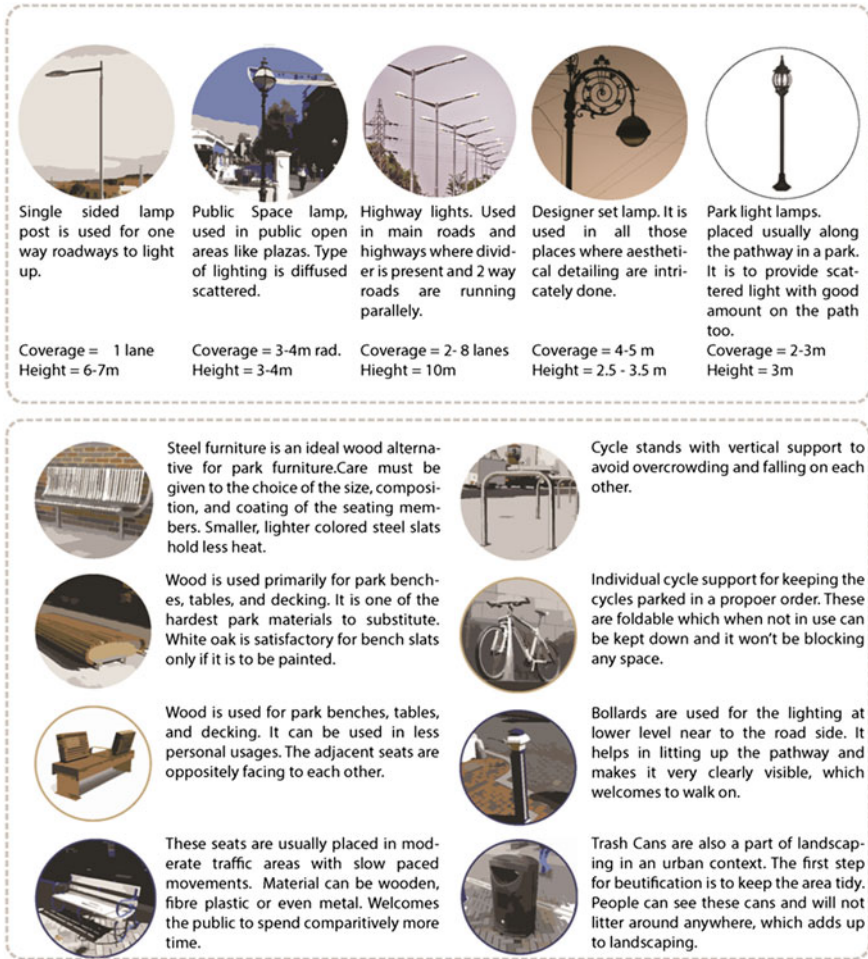 Single sided lamp
post is used for one
way roadways to light
up.
Coverage = 1 lane
Height = 6-7m
Public Space lamp,
used in public open
areas like plazas. Type
of lighting is diffused
scattered.
Coverage = 3-4m rad.
Height = 3-4m
Highway lights. Used
in main roads and
highways where divid-
er is present and 2 way
roads are running
parallely.
Coverage = 2- 8 lanes
Hieght = 10m
Designer set lamp. It is
used in all those
places where aestheti-
cal detailing are intri-
cately done.
Coverage = 4-5 m
Height = 2.5 - 3.5 m
Park light lamps.
placed usually along
the pathway in a park.
It is to provide scat-
tered light with good
amount on the path
too.
Coverage = 2-3m
Height = 3m
Steel furniture is an ideal wood alterna-
tive for park furniture.Care must be
given to the choice of the size, composi-
tion, and coating of the seating mem-
bers. Smaller, lighter colored steel slats
hold less heat.
Wood is used primarily for park bench-
es, tables, and decking. It is one of the
hardest park materials to substitute.
White oak is satisfactory for bench slats
only if it is to be painted.
Wood is used for park benches, tables,
and decking. It can be used in less
personal usages. The adjacent seats are
oppositely facing to each other.
These seats are usually placed in mod-
erate traffic areas with slow paced
movements. Material can be wooden,
fibre plastic or even metal. Welcomes
the public to spend comparitively more
time.
Cycle stands with vertical support to
avoid overcrowding and falling on each
other.
Individual cycle support for keeping the
cycles parked in a propoer order. These
are foldable which when not in use can
be kept down and it won't be blocking
any space.
Bollards are used for the lighting at
lower level near to the road side. It
helps in litting up the pathway and
makes it very clearly visible, which
welcomes to walk on.
Trash Cans are also a part of landscap-
ing in an urban context. The first step
for beutification is to keep the area tidy.
People can see these cans and will not
litter around anywhere, which adds up
to landscaping.